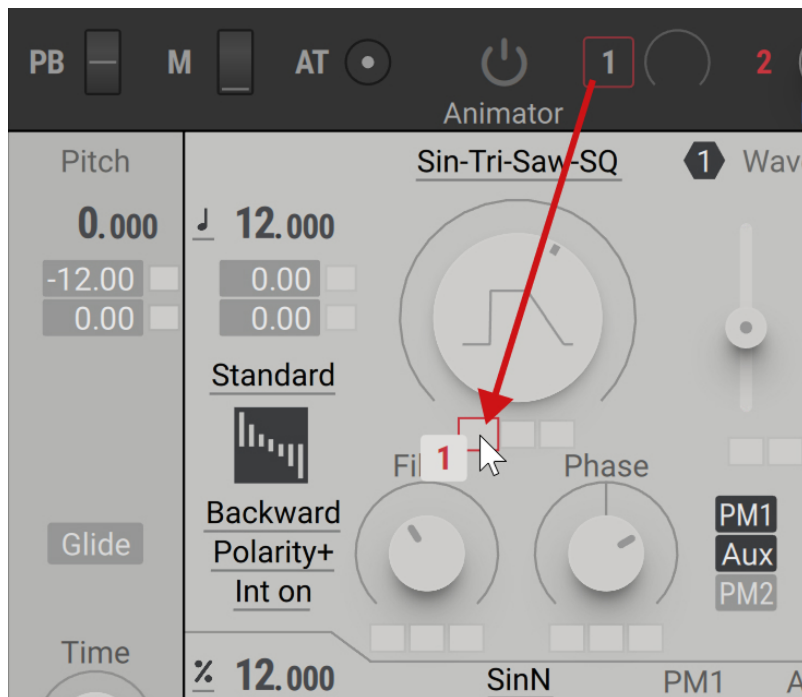 PB M AT 1 2
Animator
Pitch Sin-Tri-Saw-SQ 1 Wav
0.000 12.000
-12.00 0.00
0.00 0.00
Standard
1 Phase
Backward PM1
Glide Polarity+ Aux
Int on PM2
Time
12.000 SinN PM1 A